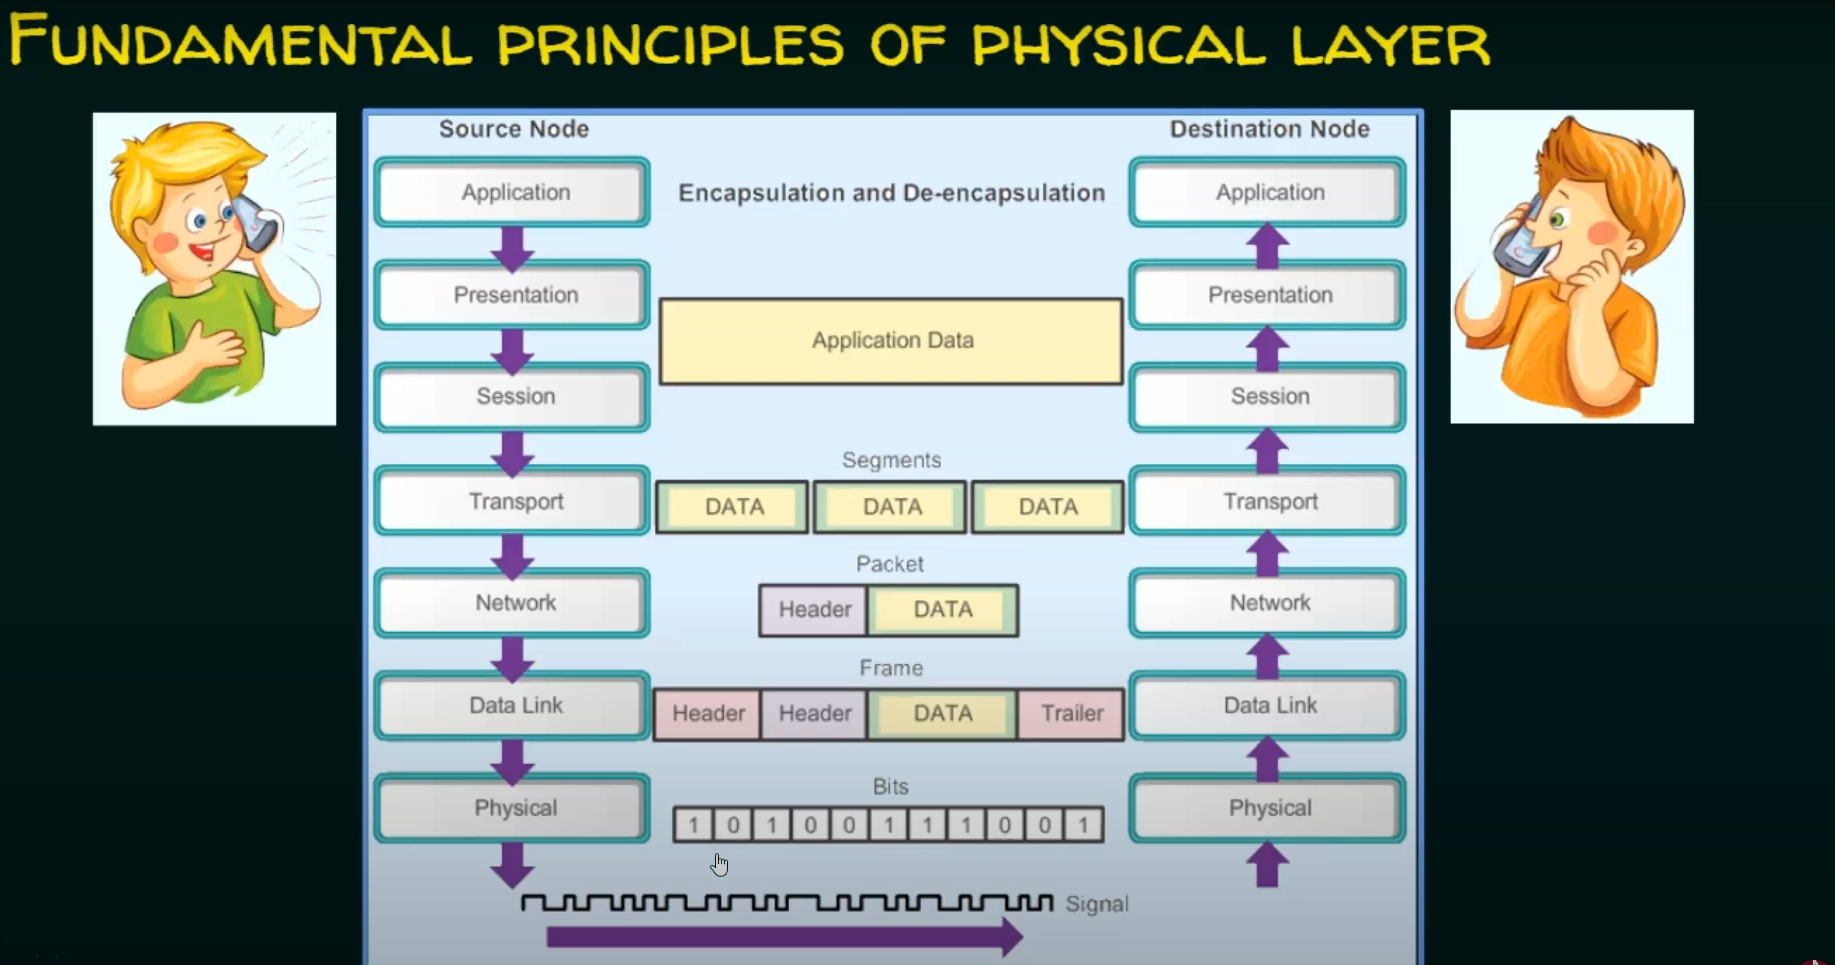 FUNDAMENTAL PRINCIPLES OF PHYSICAL LAYER
Source Node
Destination Node
Application
Encapsulation and De-encapsulation
Application
Presentation
Presentation
Application Data
Session
Session
Segments
Transport
DATA
DATA
DATA
Transport
Packet
Network
Header
DATA
Network
Frame
Data Link
Header
Header
DATA
Trailer
Data Link
Bits
Physical
1 0 1 0 0 1 1 1 0 0 1
Physical
Signal